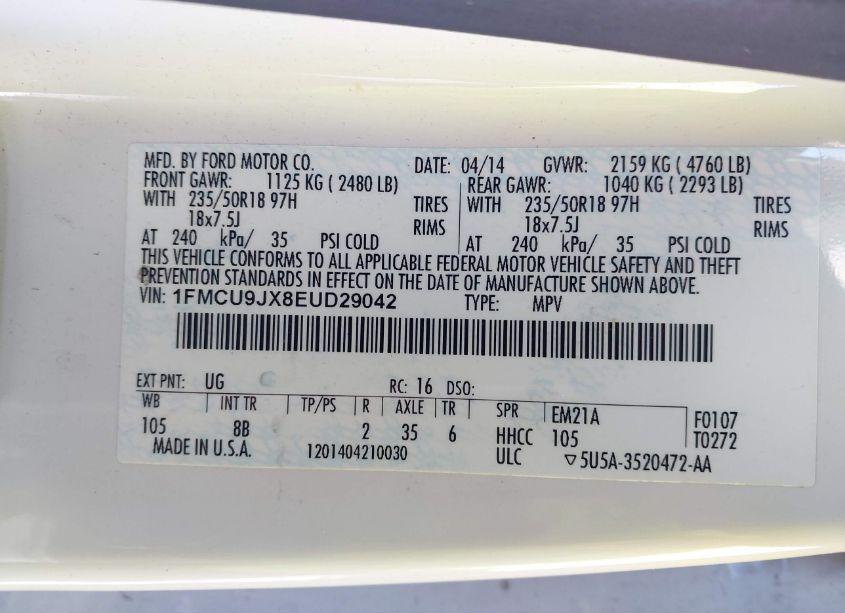 MFD. BY FORD MOTOR CO. DATE: 04/14 GVWR: 2159 KG ( 4760 LB)
FRONT GAWR: 1125 KG ( 2480 LB) REAR GAWR: 1040 KG ( 2293 LB)
WITH 235/50R18 97H TIRES WITH 235/50R18 97H TIRES
18x7.5J RIMS 18x7.5J RIMS
AT 240 kPa/ 35 PSI COLD AT 240 kPa/ 35 PSI COLD
THIS VEHICLE CONFORMS TO ALL APPLICABLE FEDERAL MOTOR VEHICLE SAFETY AND THEFT
PREVENTION STANDARDS IN EFFECT ON THE DATE OF MANUFACTURE SHOWN ABOVE.
VIN: 1FMCU9JX8EUD29042 TYPE: MPV
EXT PNT: UG RC: 16 DSO:
WB INT TR TP/PS R AXLE TR SPR EM21A F0107
105 8B 2 35 6 HHCC 105 T0272
MADE IN U.S.A. 1201404210030 ULC ▽5U5A-3520472-AA